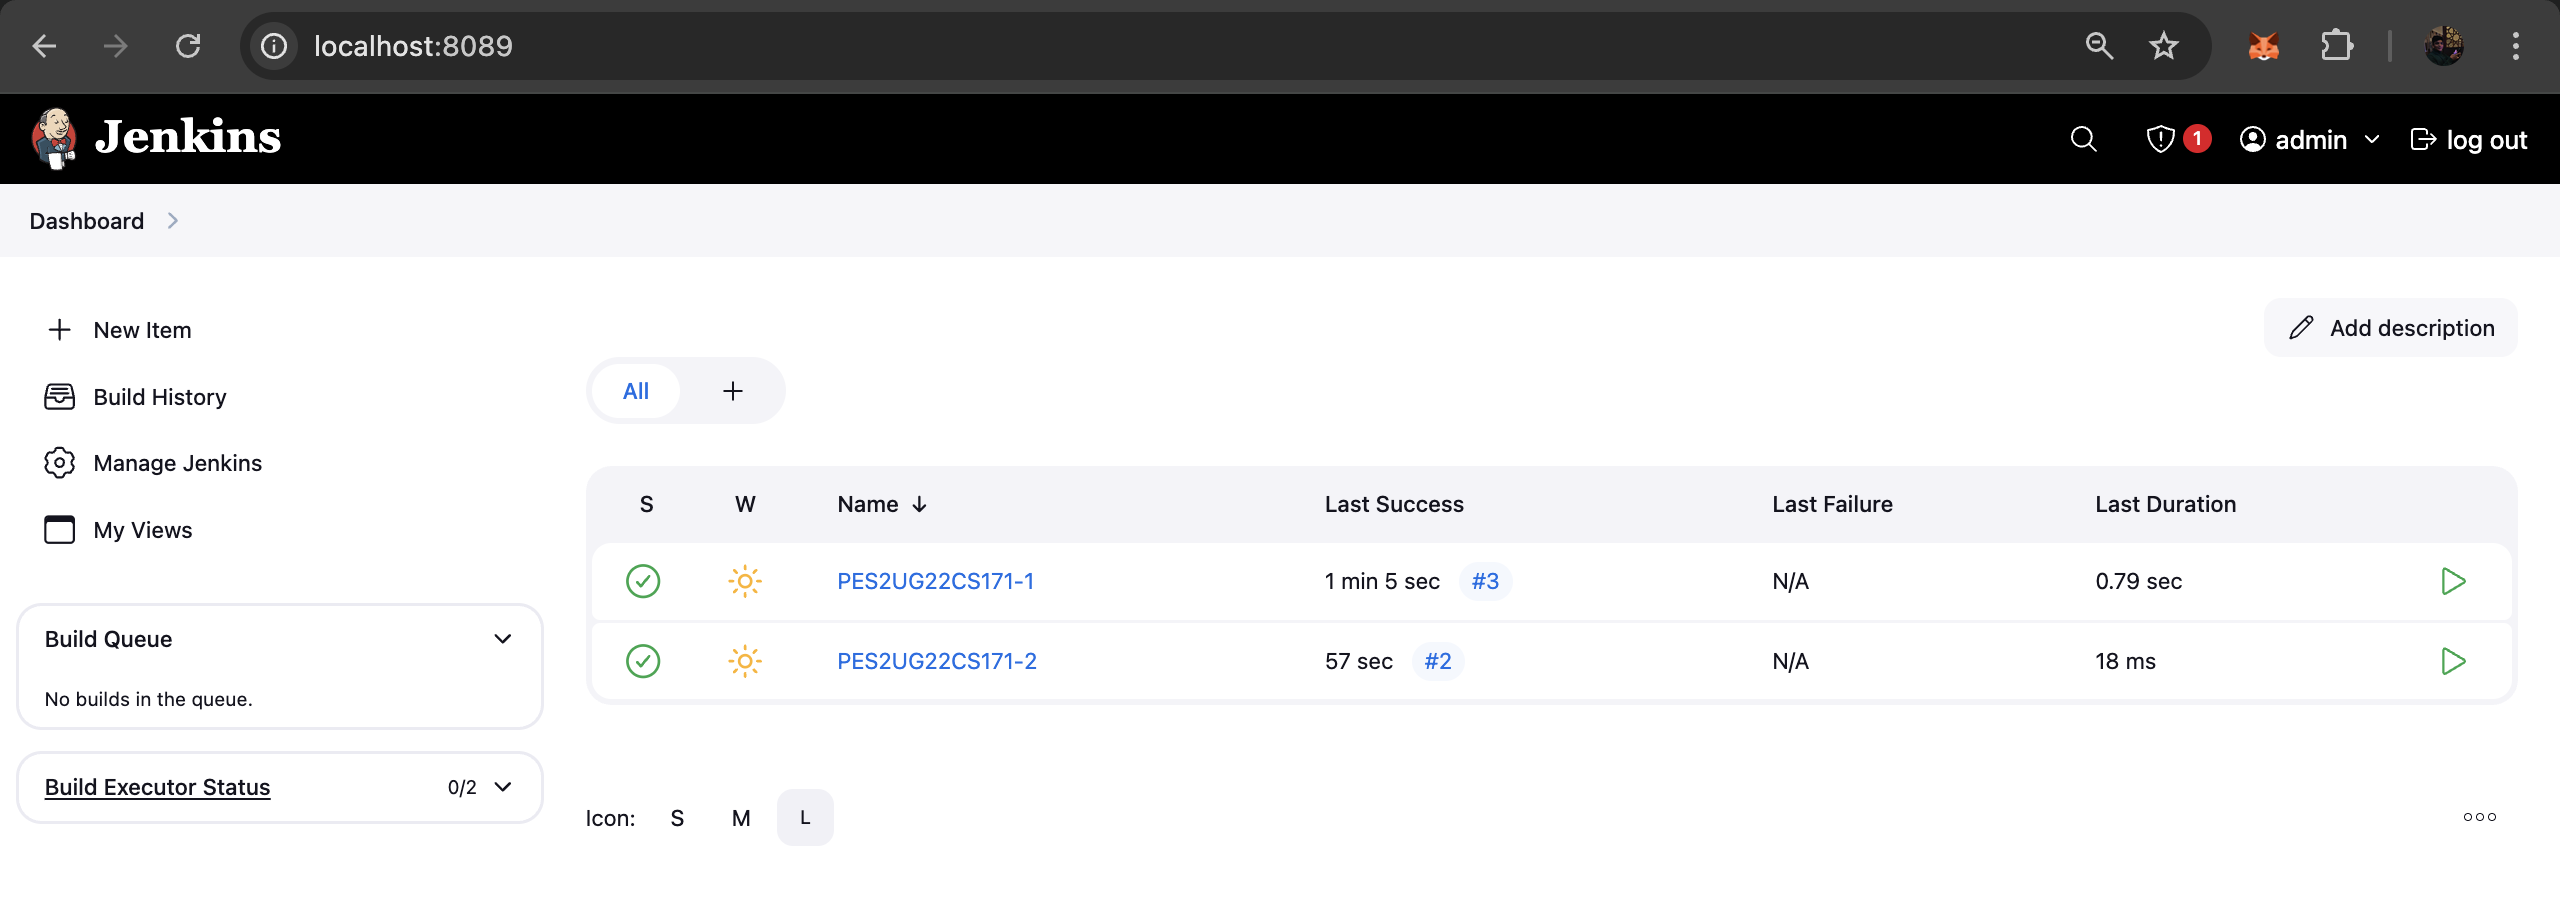 localhost:8089
Jenkins
1
admin
log out
Dashboard
New Item
Build History
Manage Jenkins
My Views
Build Queue
No builds in the queue.
Build Executor Status 0/2
Add description
All
S W Name Last Success Last Failure Last Duration
PES2UG22CS171-1 1 min 5 sec #3 N/A 0.79 sec
PES2UG22CS171-2 57 sec #2 N/A 18 ms
Icon: S M L